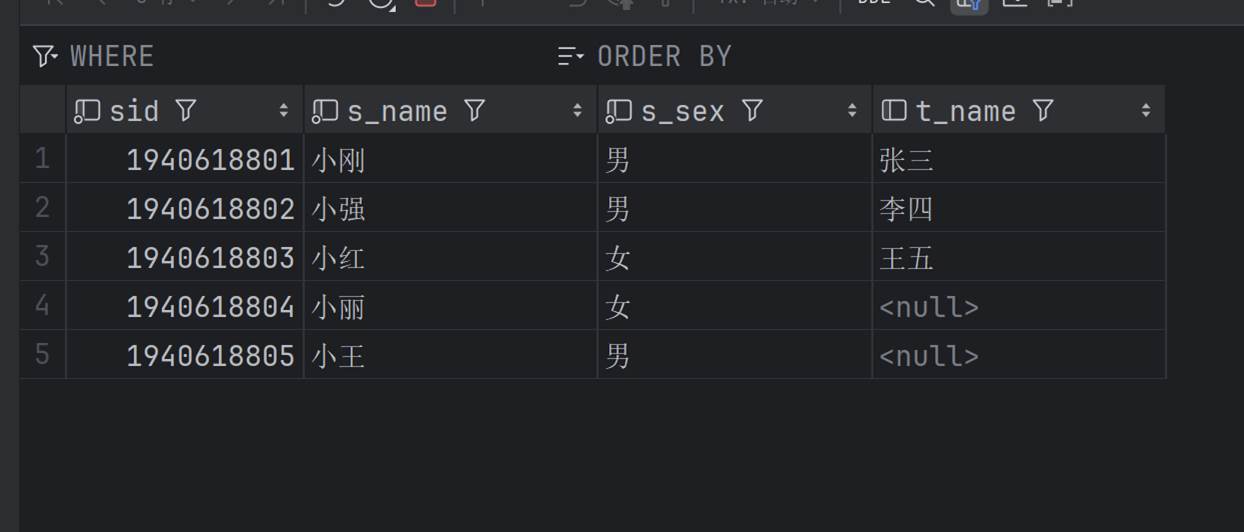 WHERE ORDER BY
sid s_name s_sex t_name
1 1940618801 小刚 男 张三
2 1940618802 小强 男 李四
3 1940618803 小红 女 王五
4 1940618804 小丽 女 <null>
5 1940618805 小王 男 <null>